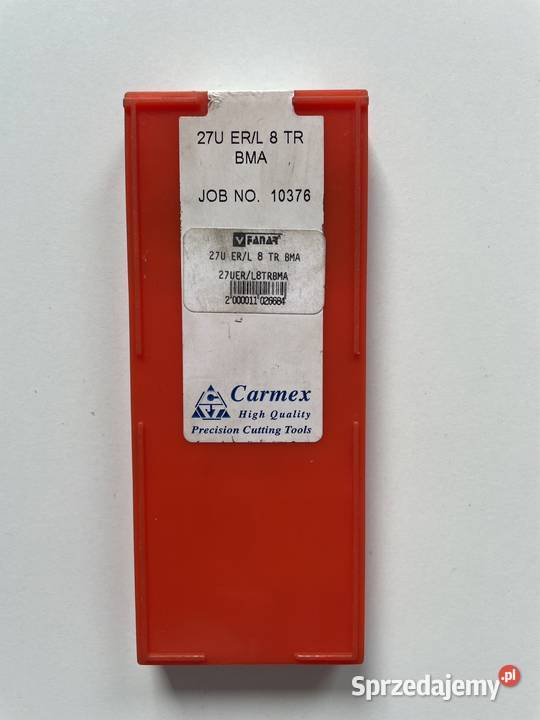 27U ER/L 8 TR
BMA
JOB NO. 10376
FANAR
27U ER/L 8 TR BMA
27UER/L8TRBMA
2 000011 026684
Carmex
High Quality
Precision Cutting Tools
Sprzedajemy.pl